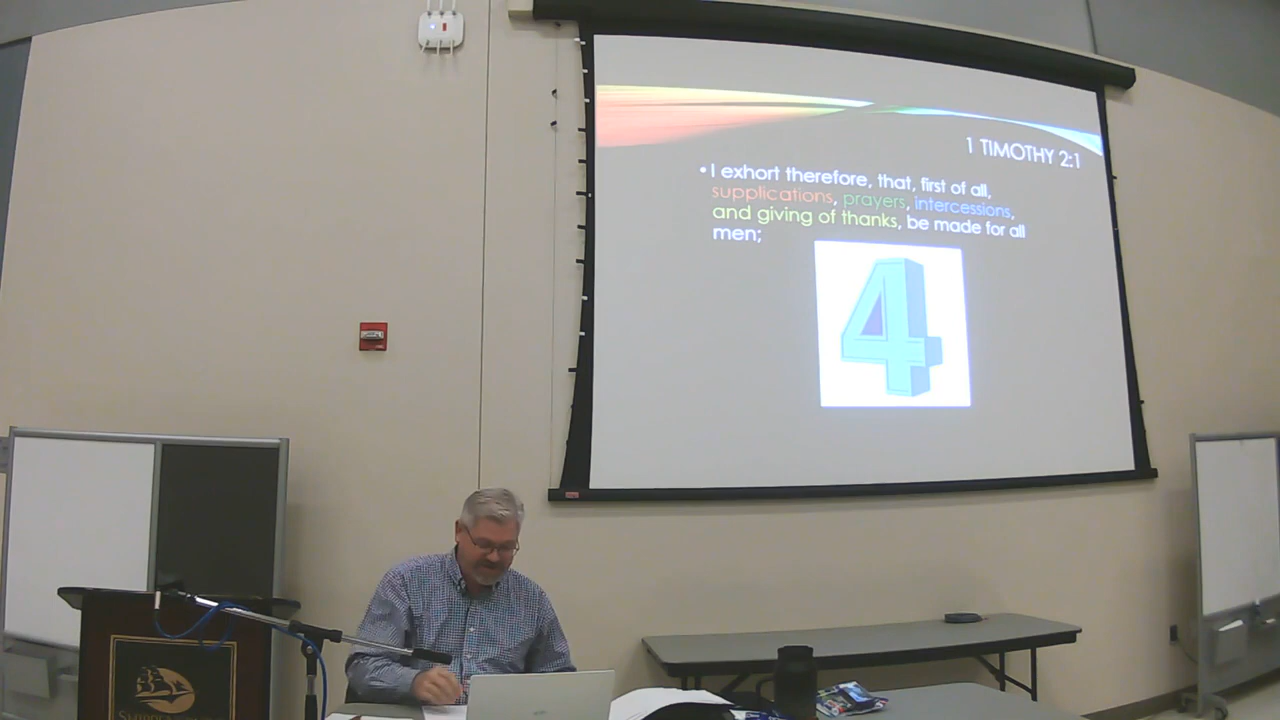 1 TIMOTHY 2:1
• I exhort therefore, that, first of all,
supplications, prayers, intercessions,
and giving of thanks, be made for all
men;
4